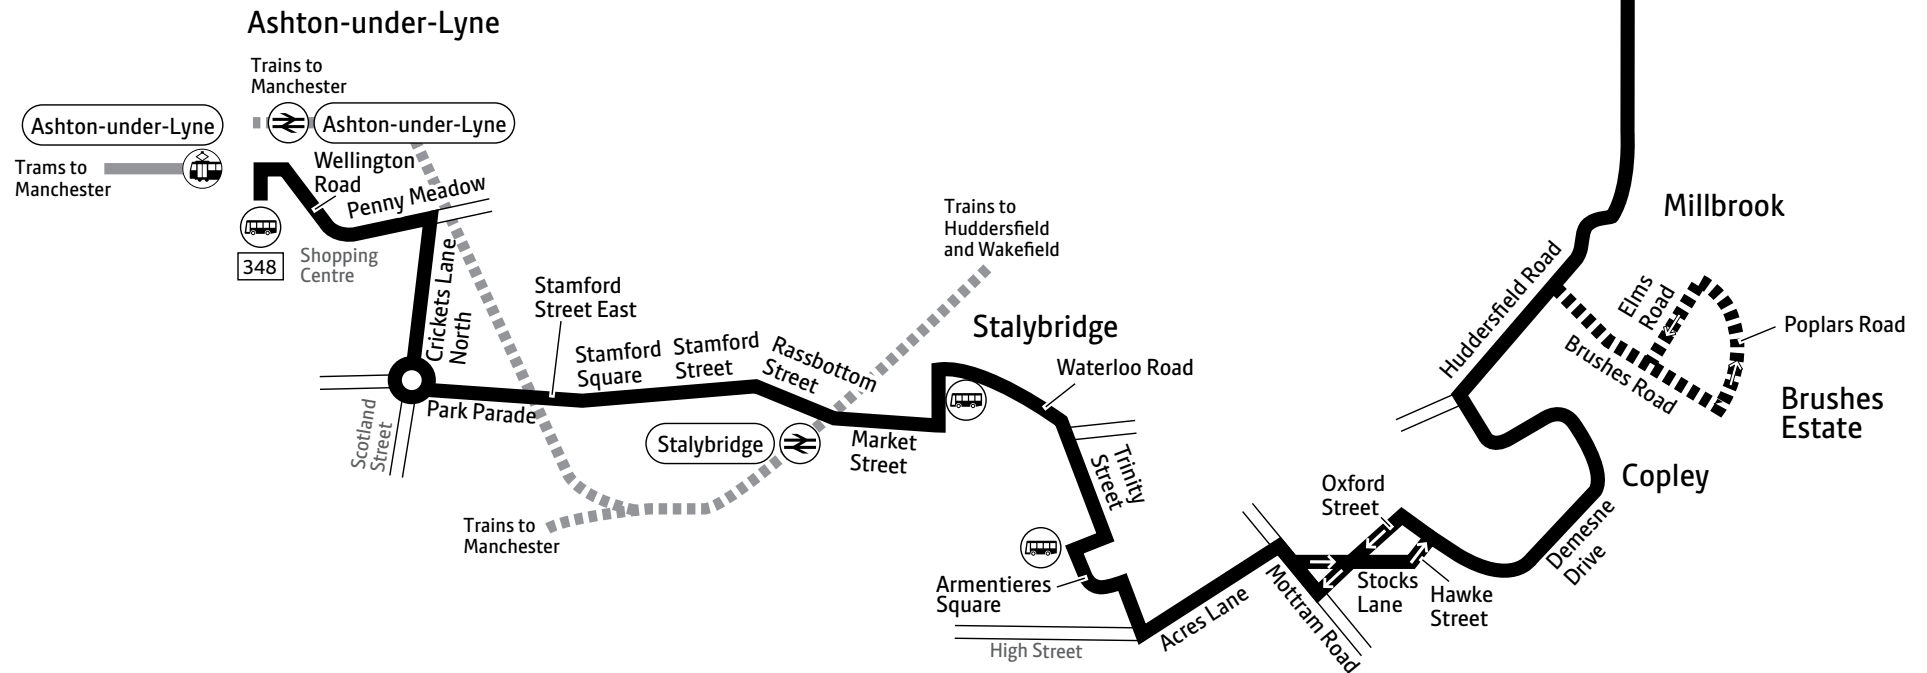 Ashton-under-Lyne
Trains to
Manchester
Ashton-under-Lyne
Ashton-under-Lyne
Trams to
Manchester
Wellington
Road
Penny Meadow
348
Shopping
Centre
Crickets Lane
North
Stamford
Street East
Stamford
Square
Stamford
Street
Rassbottom
Street
Park Parade
Scotland
Street
Trains to
Manchester
Stalybridge
Market
Street
Trains to
Huddersfield
and Wakefield
Stalybridge
Waterloo Road
Trinity
Street
Armentieres
Square
High Street
Acres Lane
Mottram Road
Oxford
Street
Stocks
Lane
Hawke
Street
Demesne
Drive
Copley
Huddersfield Road
Millbrook
Elms
Road
Brushes Road
Poplars Road
Brushes
Estate